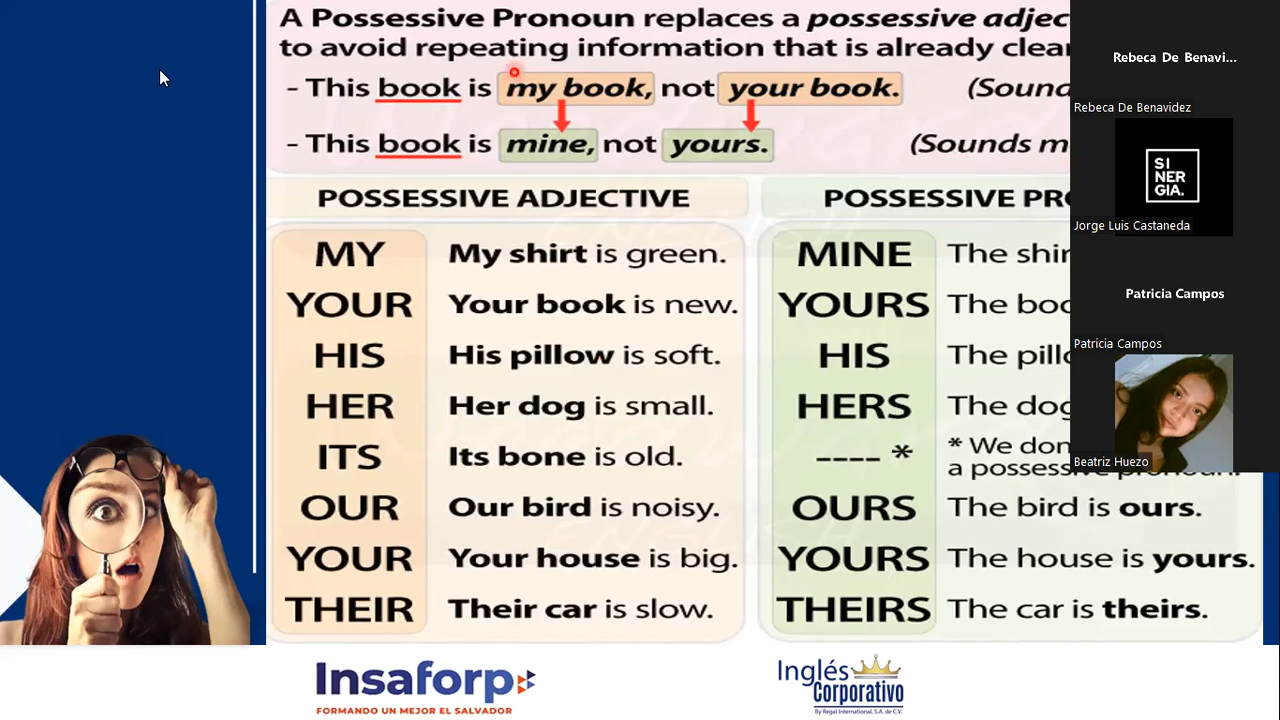 A Possessive Pronoun replaces a possessive adjec
to avoid repeating information that is already clear
- This book is my book, not your book. (Soun
- This book is mine, not yours. (Sounds m
POSSESSIVE ADJECTIVE
MY My shirt is green.
YOUR Your book is new.
HIS His pillow is soft.
HER Her dog is small.
ITS Its bone is old.
OUR Our bird is noisy.
YOUR Your house is big.
THEIR Their car is slow.
POSSESSIVE PRO
MINE The shir
YOURS The boo
HIS The pillo
HERS The dog
---- * * We don
a possessive pronoun.
OURS The bird is ours.
YOURS The house is yours.
THEIRS The car is theirs.
Rebeca De Benavi...
Rebeca De Benavidez
SI
NER
GIA.
Jorge Luis Castaneda
Patricia Campos
Patricia Campos
Beatriz Huezo
Insaforp
FORMANDO UN MEJOR EL SALVADOR
Inglés
Corporativo
By Regal International, S.A. de C.V.